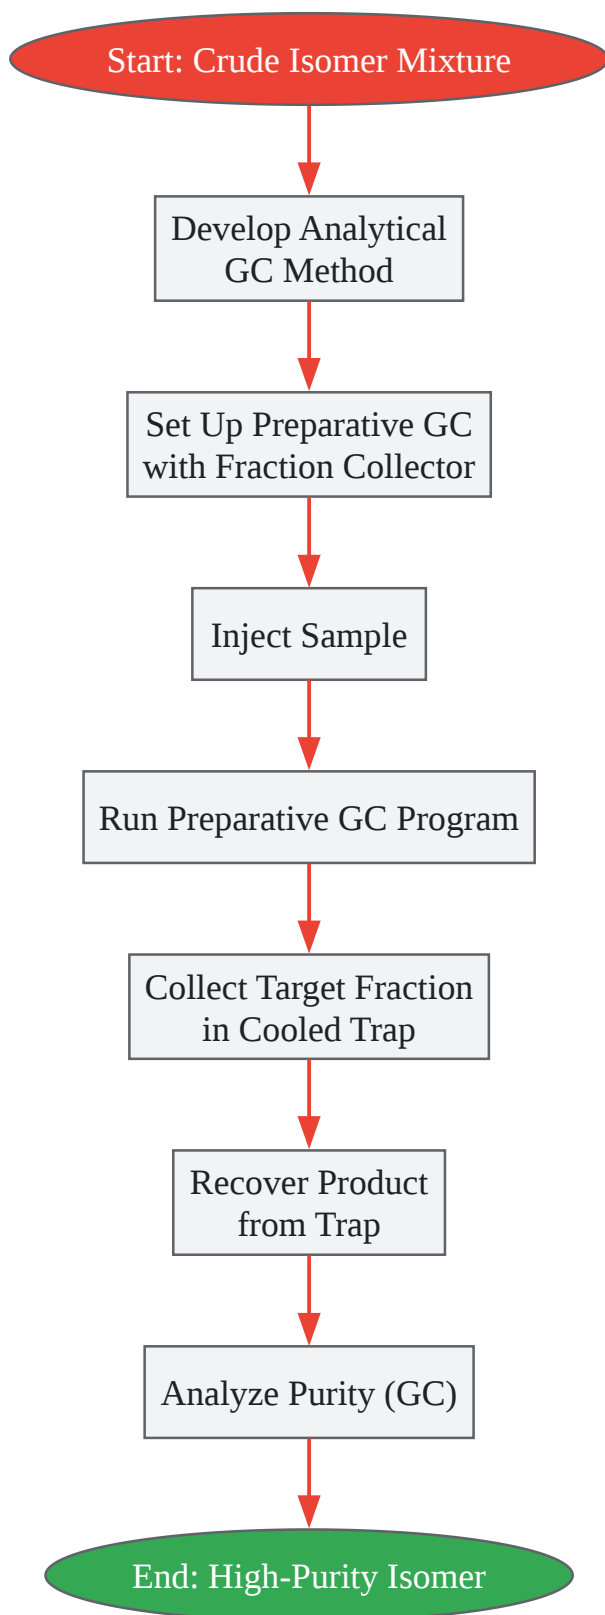 Start: Crude Isomer Mixture
Develop Analytical
GC Method
Set Up Preparative GC
with Fraction Collector
Inject Sample
Run Preparative GC Program
Collect Target Fraction
in Cooled Trap
Recover Product
from Trap
Analyze Purity (GC)
End: High-Purity Isomer